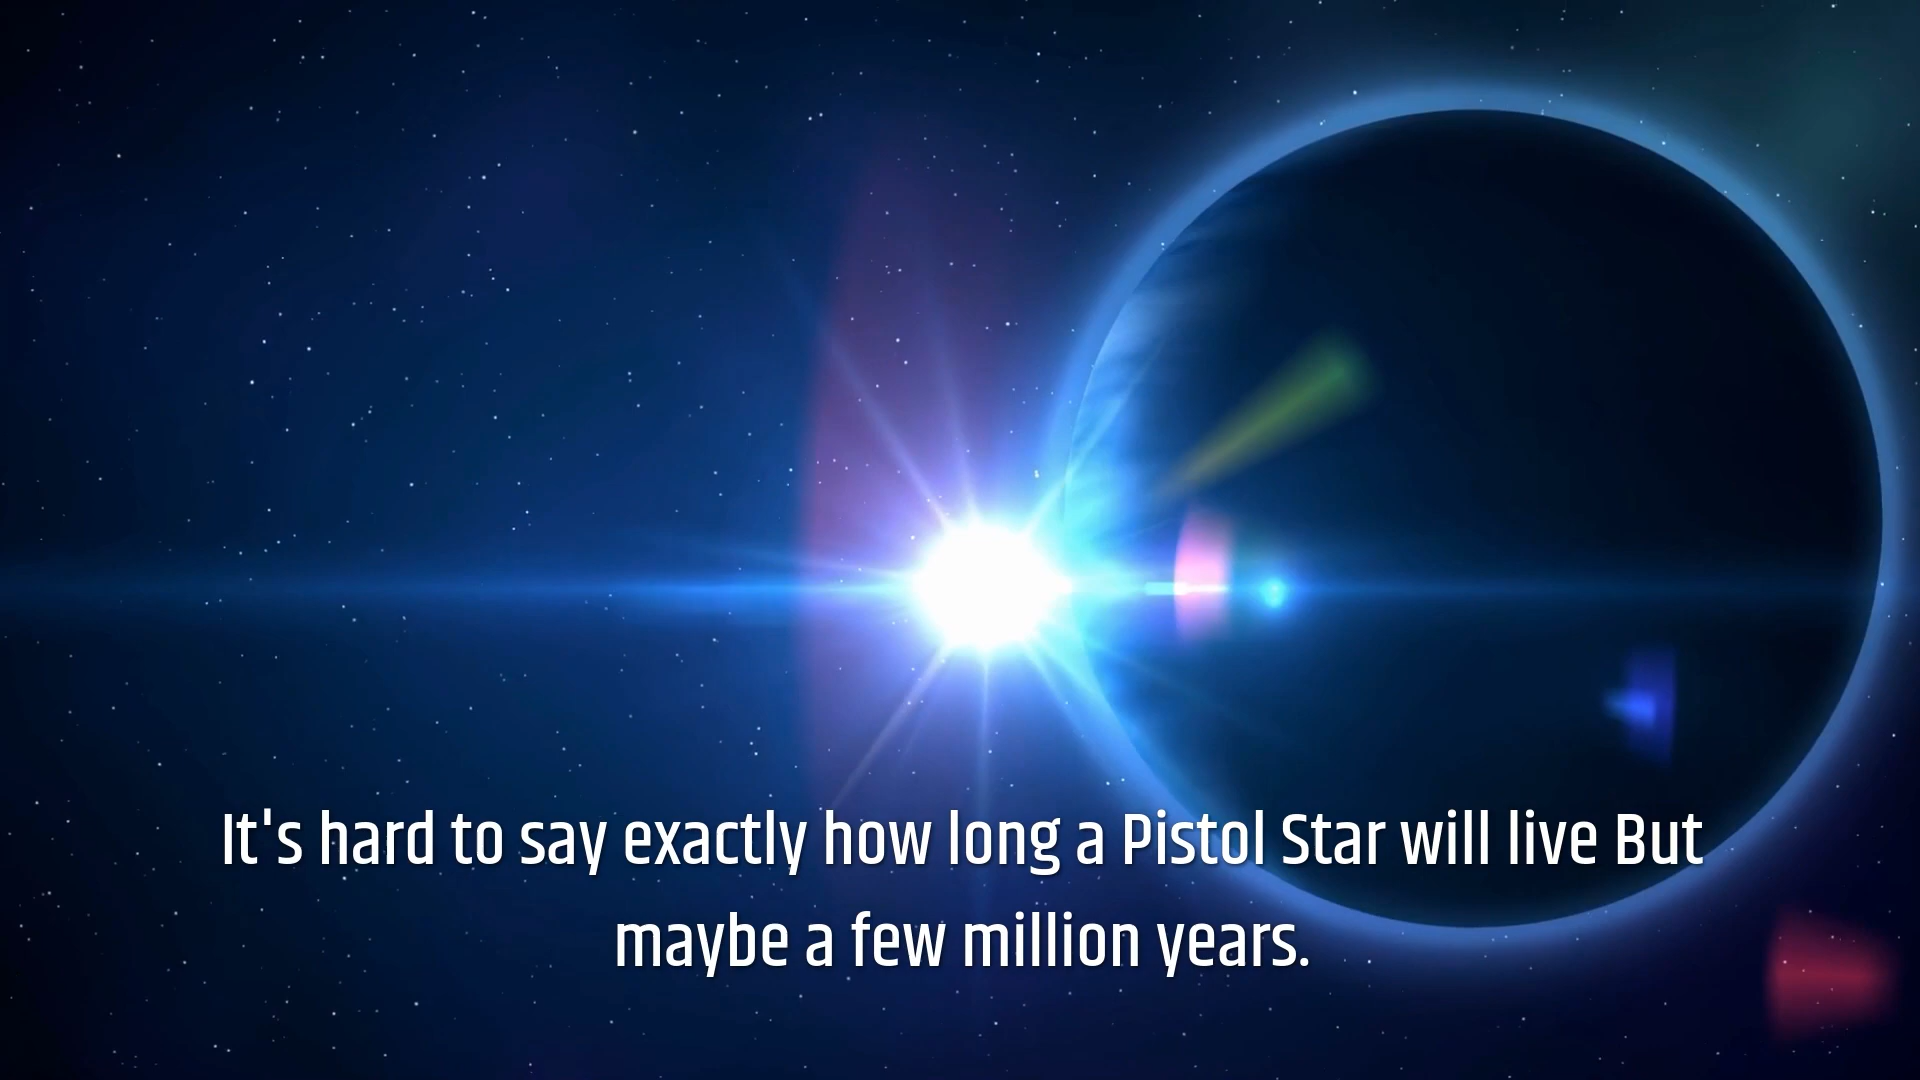 It's hard to say exactly how long a Pistol Star will live But
maybe a few million years.